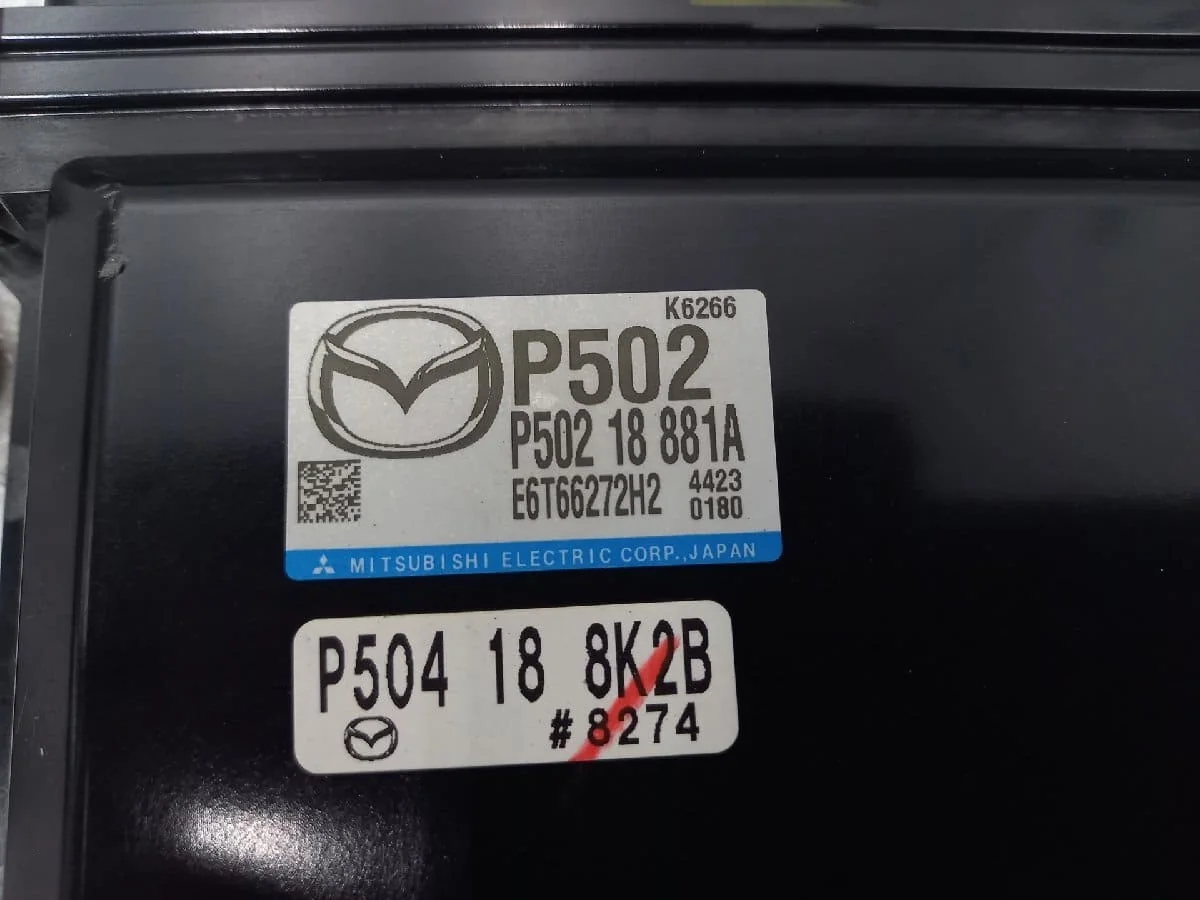 K6266
P502
P502 18 881A
E6T66272H2 4423
0180
MITSUBISHI ELECTRIC CORP.,JAPAN
P504 18 8K2B
#8274